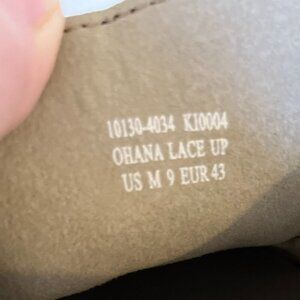 10130-4034 KI0004
OHANA LACE UP
US M 9 EUR 43